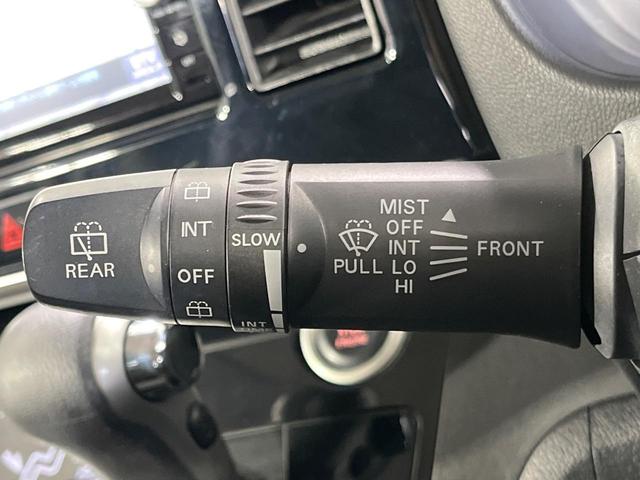 REAR
INT
OFF
SLOW
INT
MIST
OFF
INT
PULL LO
HI
FRONT